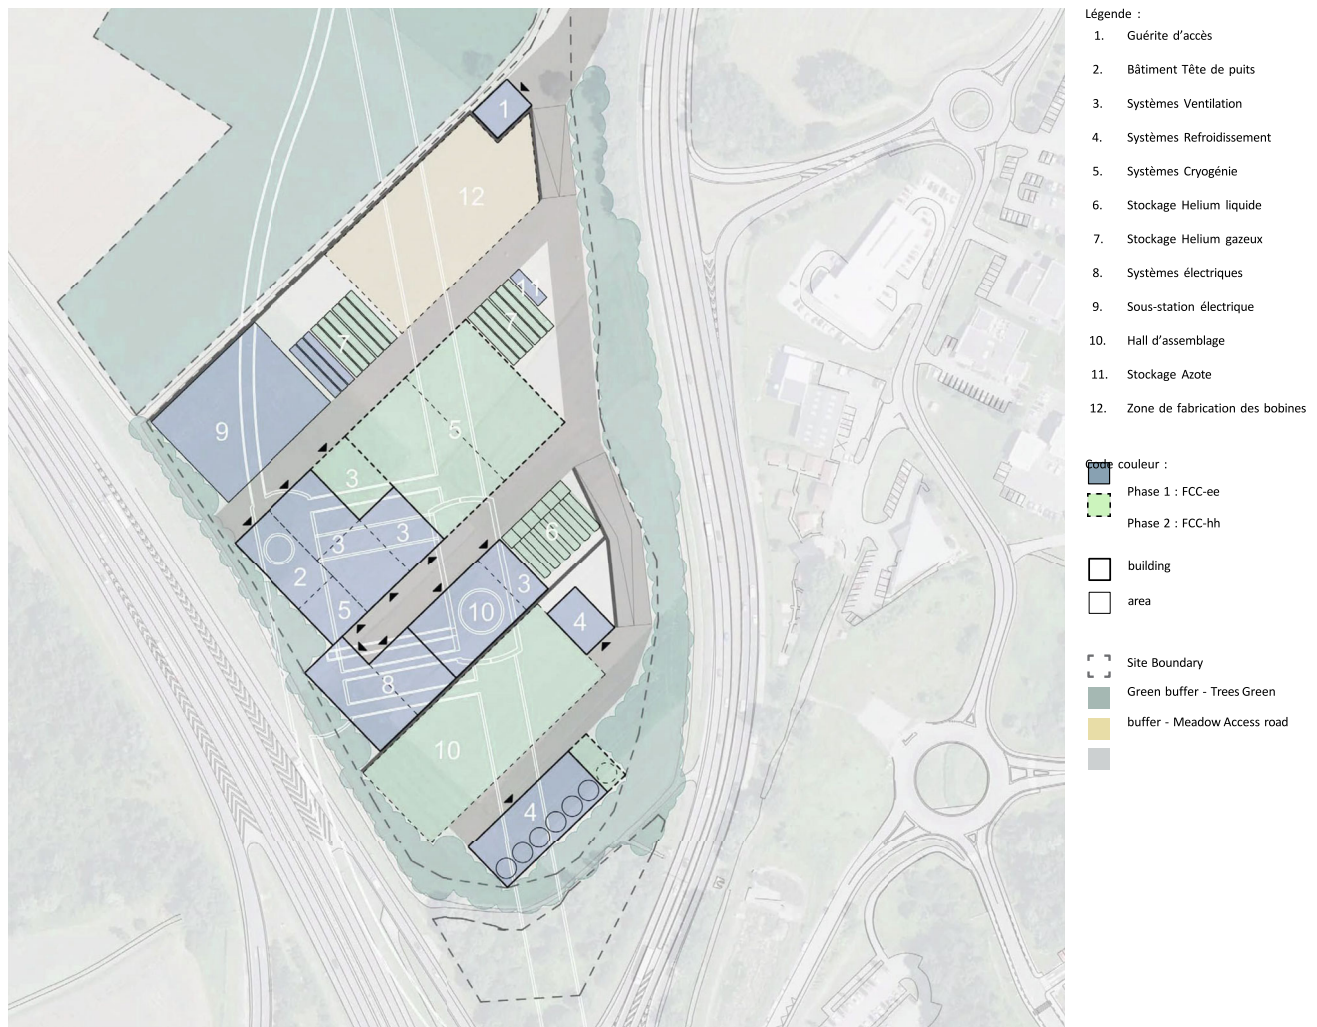 Légende :
1. Guérite d'accès
2. Bâtiment Tête de puits
3. Systèmes Ventilation
4. Systèmes Refroidissement
5. Systèmes Cryogénie
6. Stockage Helium liquide
7. Stockage Helium gazeux
8. Systèmes électriques
9. Sous-station électrique
10. Hall d'assemblage
11. Stockage Azote
12. Zone de fabrication des bobines
Code couleur :
Phase 1 : FCC-ee
Phase 2 : FCC-hh
building
area
Site Boundary
Green buffer - Trees Green
buffer - Meadow Access road
1
12
11
7
7
9
5
3
3
3
6
2
3
5
10
4
8
10
4